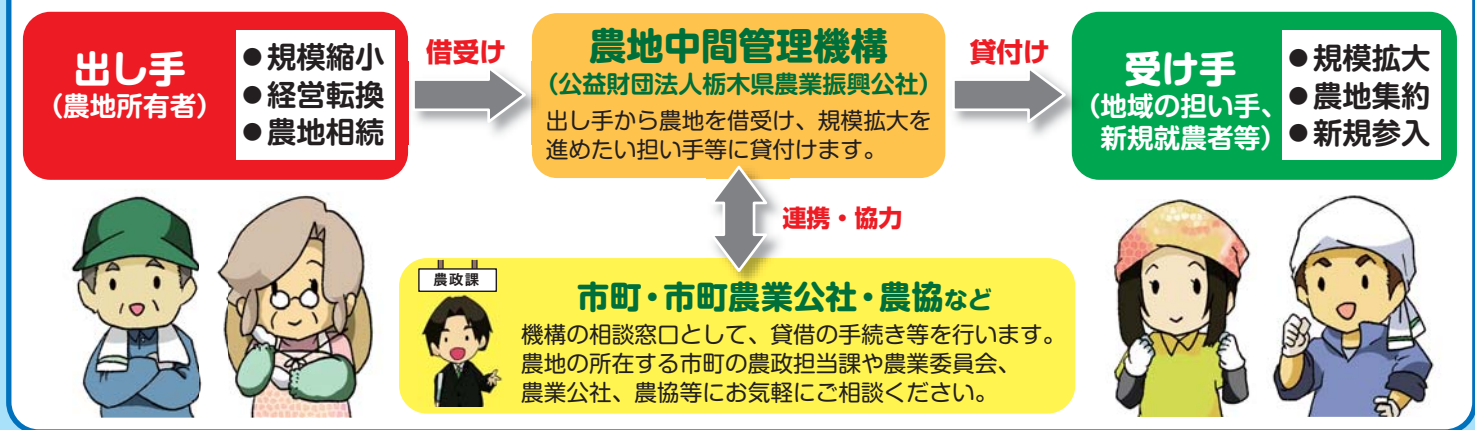 出し手
(農地所有者)
●規模縮小
●経営転換
●農地相続
借受け
農地中間管理機構
(公益財団法人栃木県農業振興公社)
出し手から農地を借受け、規模拡大を
進めたい担い手等に貸付けます。
貸付け
受け手
(地域の担い手、
新規就農者等)
●規模拡大
●農地集約
●新規参入
連携・協力
農政課
市町・市町農業公社・農協など
機構の相談窓口として、貸借の手続き等を行います。
農地の所在する市町の農政担当課や農業委員会、
農業公社、農協等にお気軽にご相談ください。